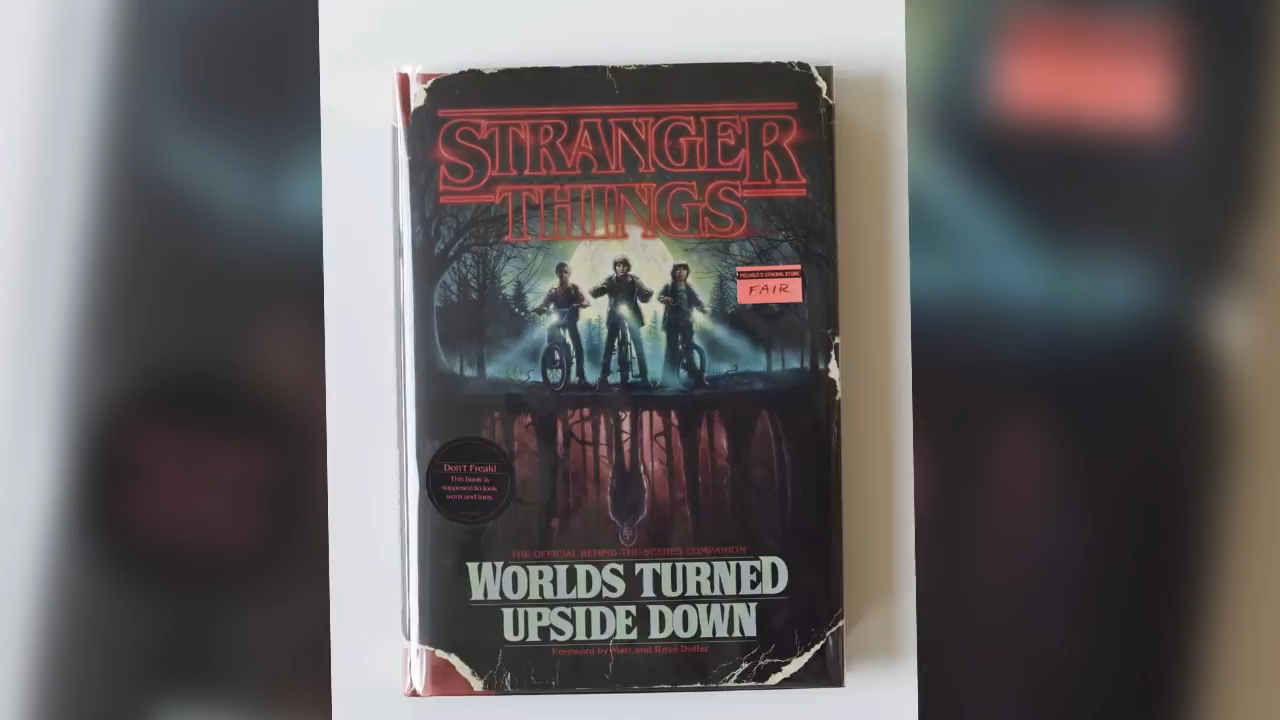 STRANGER
THINGS
MELVALD'S GENERAL STORE
FAIR
Don't Freak!
This book is
supposed to look
worn and torn.
THE OFFICIAL BEHIND-THE-SCENES COMPANION
WORLDS TURNED
UPSIDE DOWN
Foreword by Matt and Ross Duffer